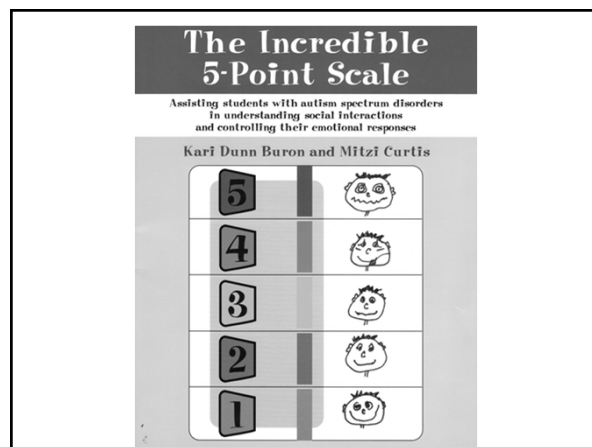 The Incredible
5-Point Scale
Assisting students with autism spectrum disorders
in understanding social interactions
and controlling their emotional responses
Kari Dunn Buron and Mitzi Curtis
5
4
3
2
1